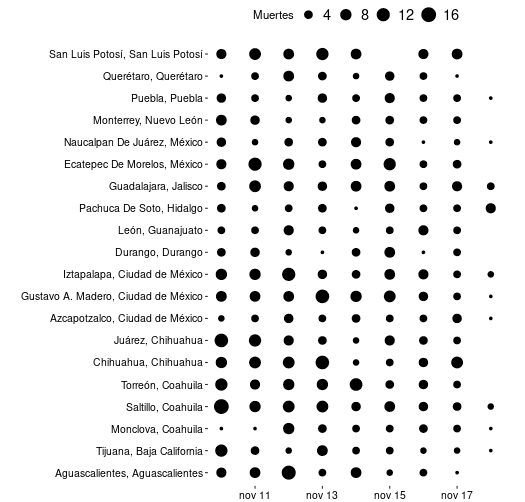 Muertes 4 8 12 16
San Luis Potosí, San Luis Potosí
Querétaro, Querétaro
Puebla, Puebla
Monterrey, Nuevo León
Naucalpan De Juárez, México
Ecatepec De Morelos, México
Guadalajara, Jalisco
Pachuca De Soto, Hidalgo
León, Guanajuato
Durango, Durango
Iztapalapa, Ciudad de México
Gustavo A. Madero, Ciudad de México
Azcapotzalco, Ciudad de México
Juárez, Chihuahua
Chihuahua, Chihuahua
Torreón, Coahuila
Saltillo, Coahuila
Monclova, Coahuila
Tijuana, Baja California
Aguascalientes, Aguascalientes
nov 11 nov 13 nov 15 nov 17